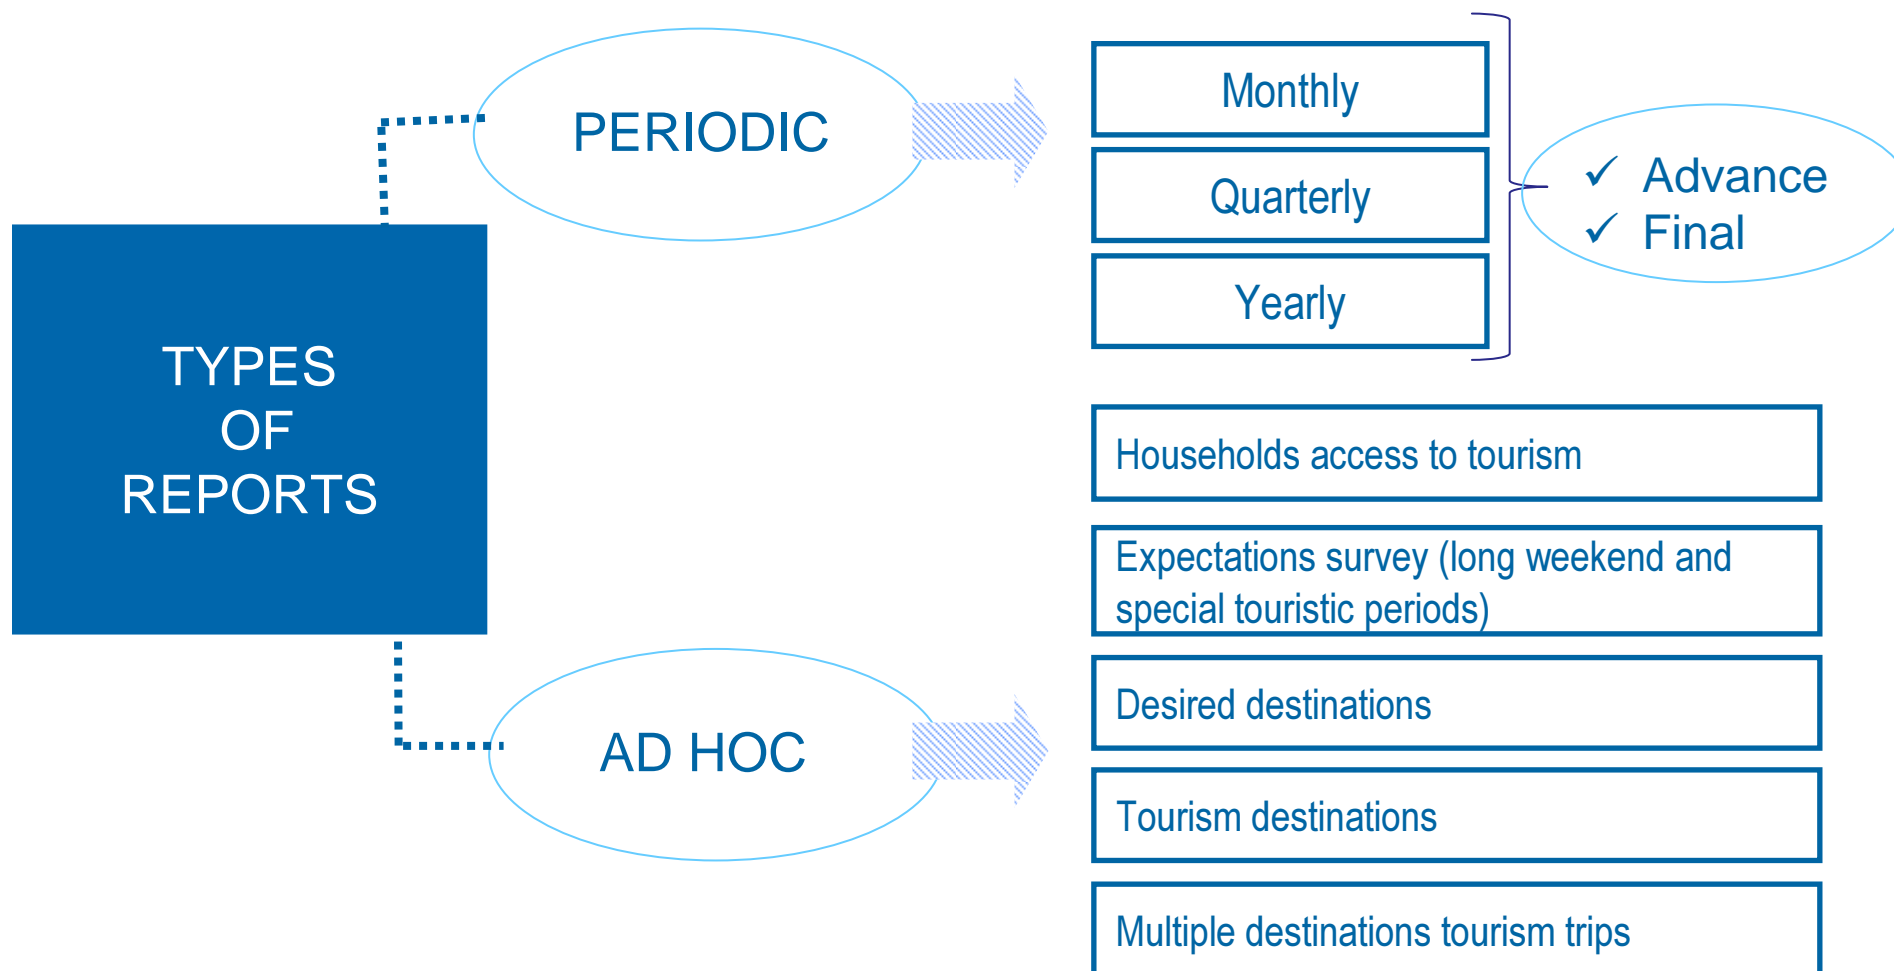 TYPES
OF
REPORTS
PERIODIC
Monthly
Quarterly
Yearly
✓ Advance
✓ Final
AD HOC
Households access to tourism
Expectations survey (long weekend and
special touristic periods)
Desired destinations
Tourism destinations
Multiple destinations tourism trips